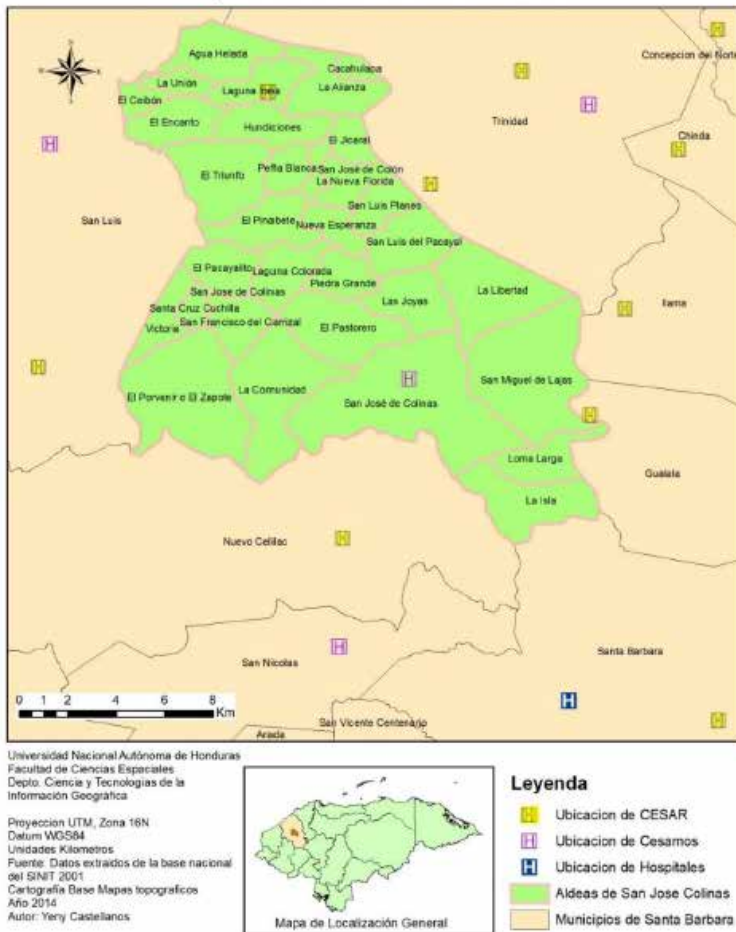 Concepcion del Norte
Agua Helada
Cacahulapa
La Unión
Laguna Inea
La Alianza
El Ceibón
Trinidad
El Encanto
Hundiciones
Chinda
El Jicaral
Peña Blanca
San José de Colón
El Triunfo
La Nueva Florida
San Luis Planes
San Luis
El Pinabete
Nueva Esperanza
San Luis del Pacayal
El Pacayalito
Laguna Colorada
Piedra Grande
La Libertad
San Jose de Colinas
Las Joyas
Ilama
Santa Cruz Cuchilla
San Francisco del Carrizal
Victoria
El Pastorero
San Miguel de Lajas
La Comunidad
El Porvenir o El Zapote
San José de Colinas
Loma Larga
Gualala
La Isla
Nuevo Celilac
Santa Barbara
San Nicolas
0 1 2 4 6 8
Km
San Vicente Centenario
Arada
Universidad Nacional Autónoma de Honduras
Facultad de Ciencias Espaciales
Depto. Ciencia y Tecnologias de la
Información Geográfica
Proyeccion UTM, Zona 16N
Datum WGS84
Unidades Kilometros
Fuente: Datos extraidos de la base nacional
del SINIT 2001
Cartografía Base Mapas topograficos
Año 2014
Autor: Yeny Castellanos
Mapa de Localización General
Leyenda
Ubicacion de CESAR
Ubicacion de Cesamos
Ubicacion de Hospitales
Aldeas de San Jose Colinas
Municipios de Santa Barbara